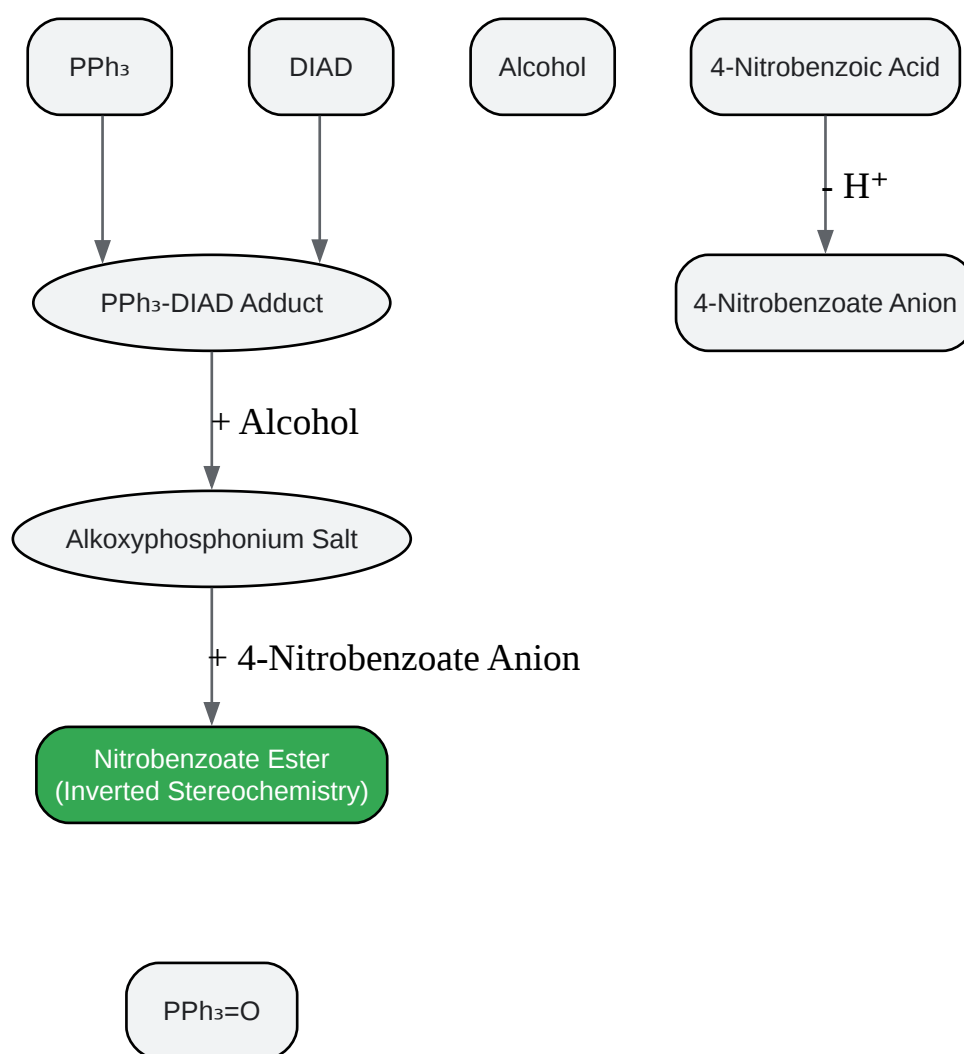 PPh₃
DIAD
Alcohol
4-Nitrobenzoic Acid
- H⁺
PPh₃-DIAD Adduct
4-Nitrobenzoate Anion
+ Alcohol
Alkoxyphosphonium Salt
+ 4-Nitrobenzoate Anion
Nitrobenzoate Ester
(Inverted Stereochemistry)
PPh₃=O